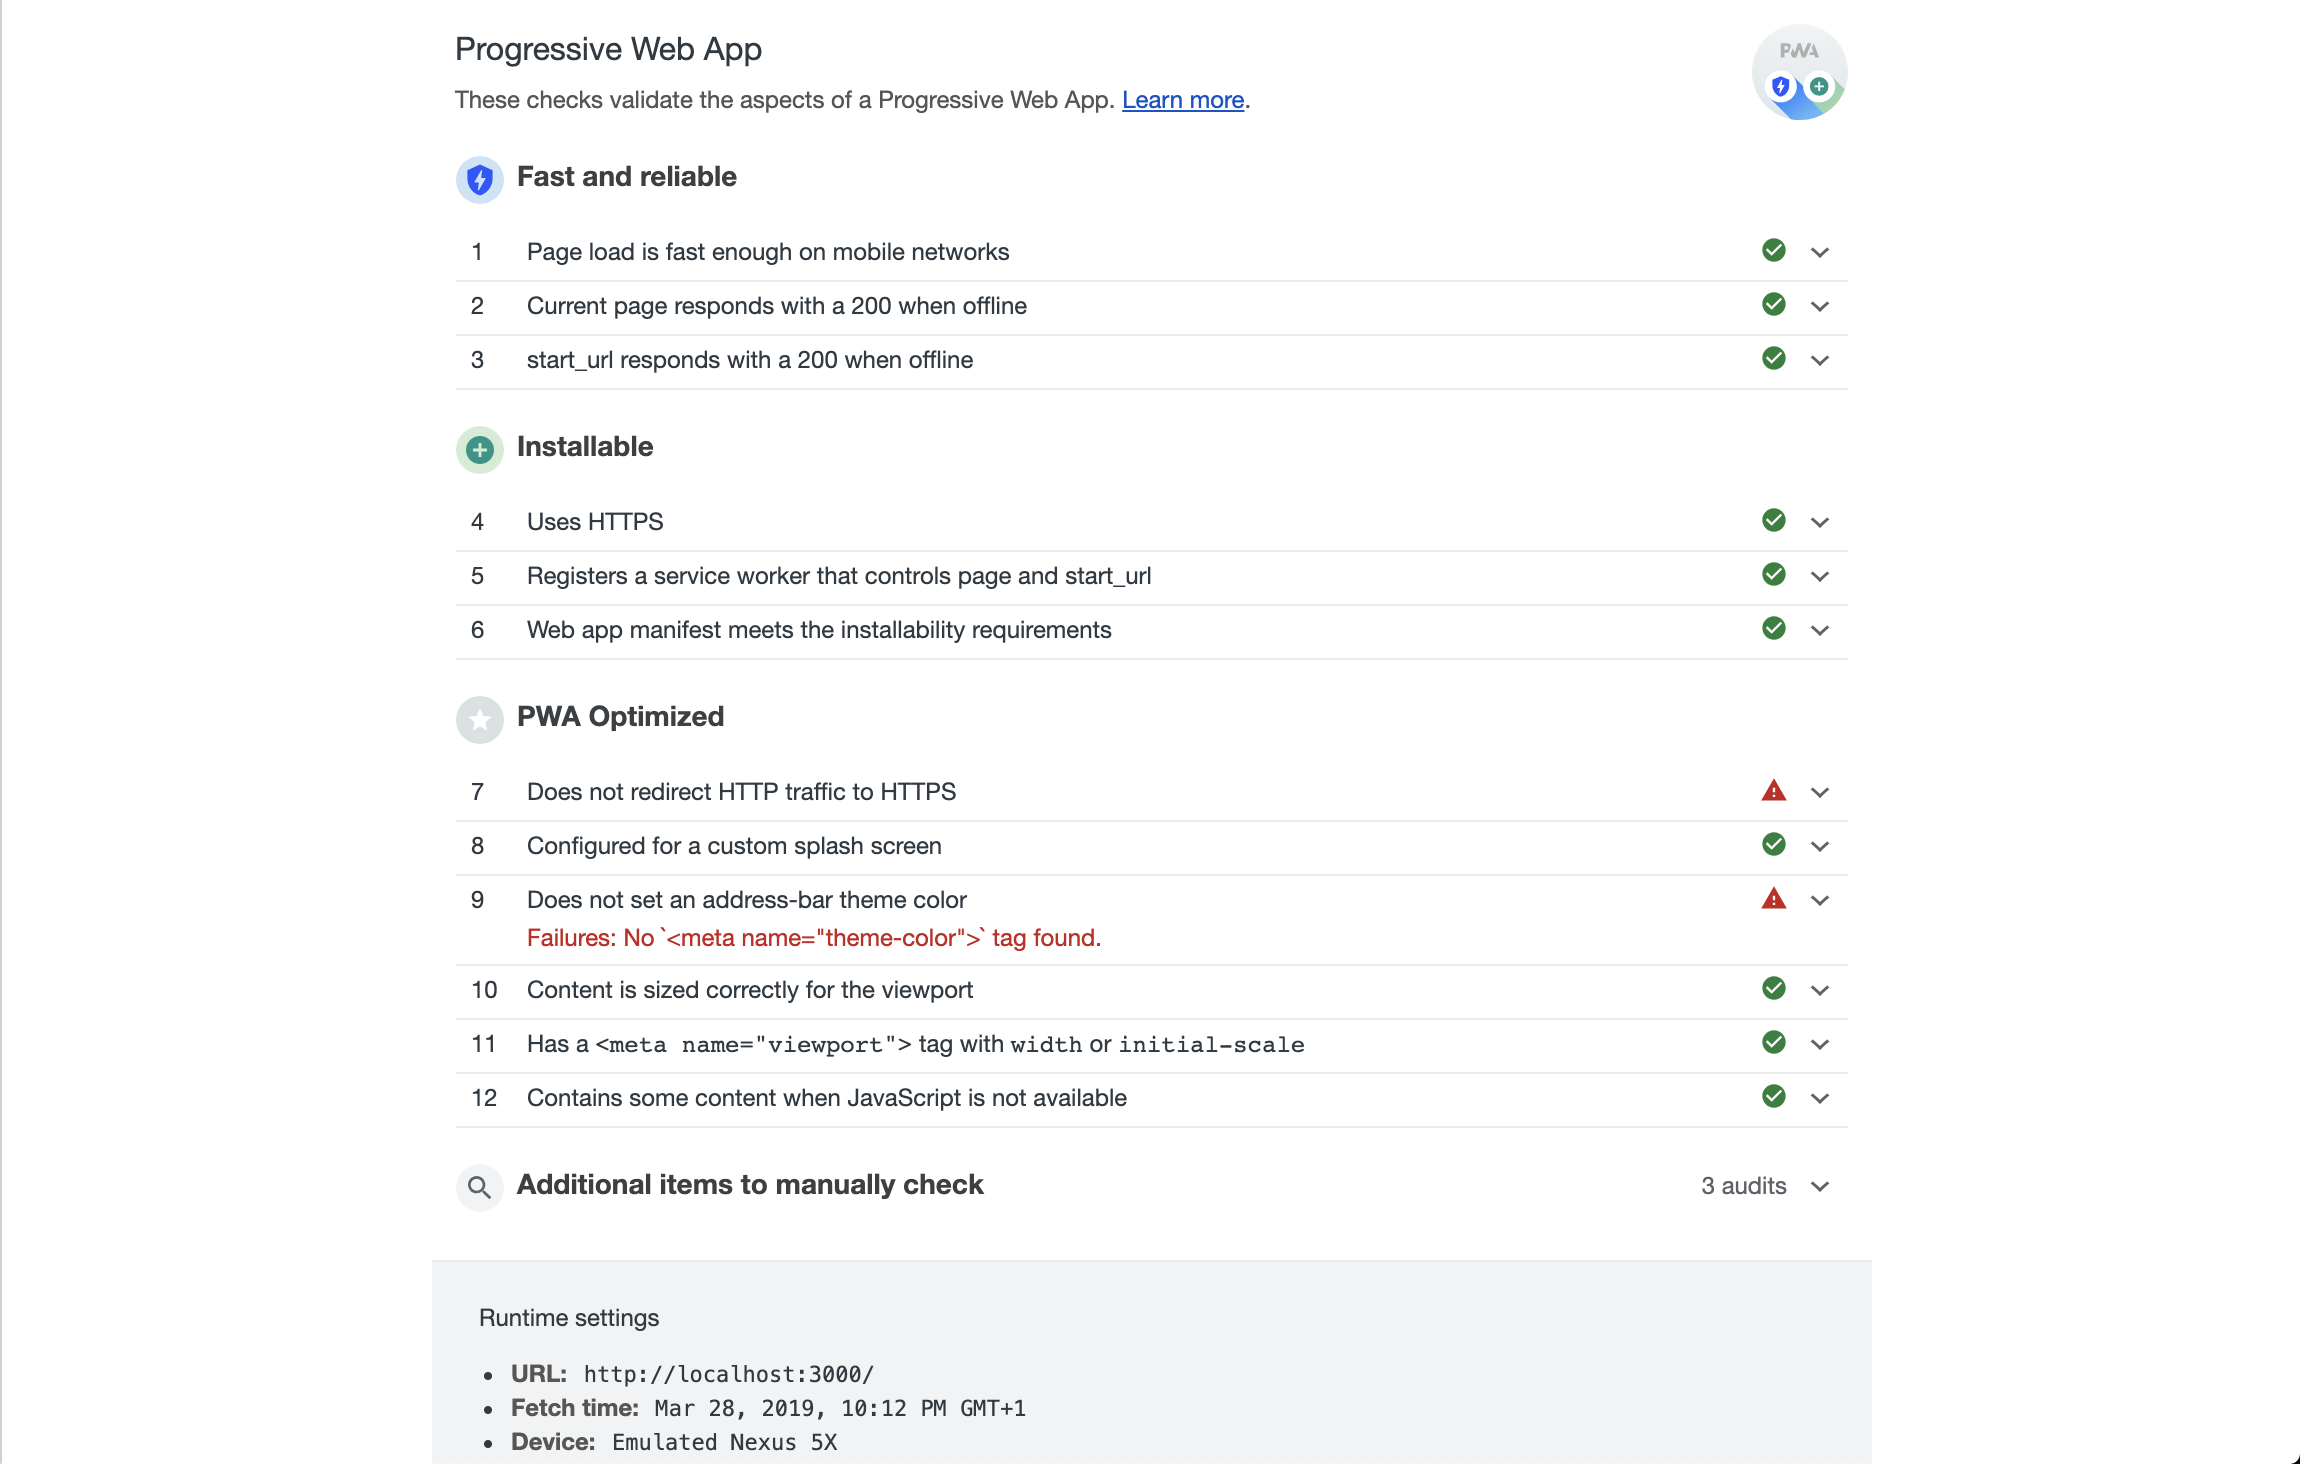 Progressive Web App
PWA
These checks validate the aspects of a Progressive Web App. Learn more.
Fast and reliable
1 Page load is fast enough on mobile networks
2 Current page responds with a 200 when offline
3 start_url responds with a 200 when offline
Installable
4 Uses HTTPS
5 Registers a service worker that controls page and start_url
6 Web app manifest meets the installability requirements
PWA Optimized
7 Does not redirect HTTP traffic to HTTPS
8 Configured for a custom splash screen
9 Does not set an address-bar theme color
Failures: No `<meta name="theme-color">` tag found.
10 Content is sized correctly for the viewport
11 Has a <meta name="viewport"> tag with width or initial-scale
12 Contains some content when JavaScript is not available
Additional items to manually check 3 audits
Runtime settings
• URL: http://localhost:3000/
• Fetch time: Mar 28, 2019, 10:12 PM GMT+1
• Device: Emulated Nexus 5X